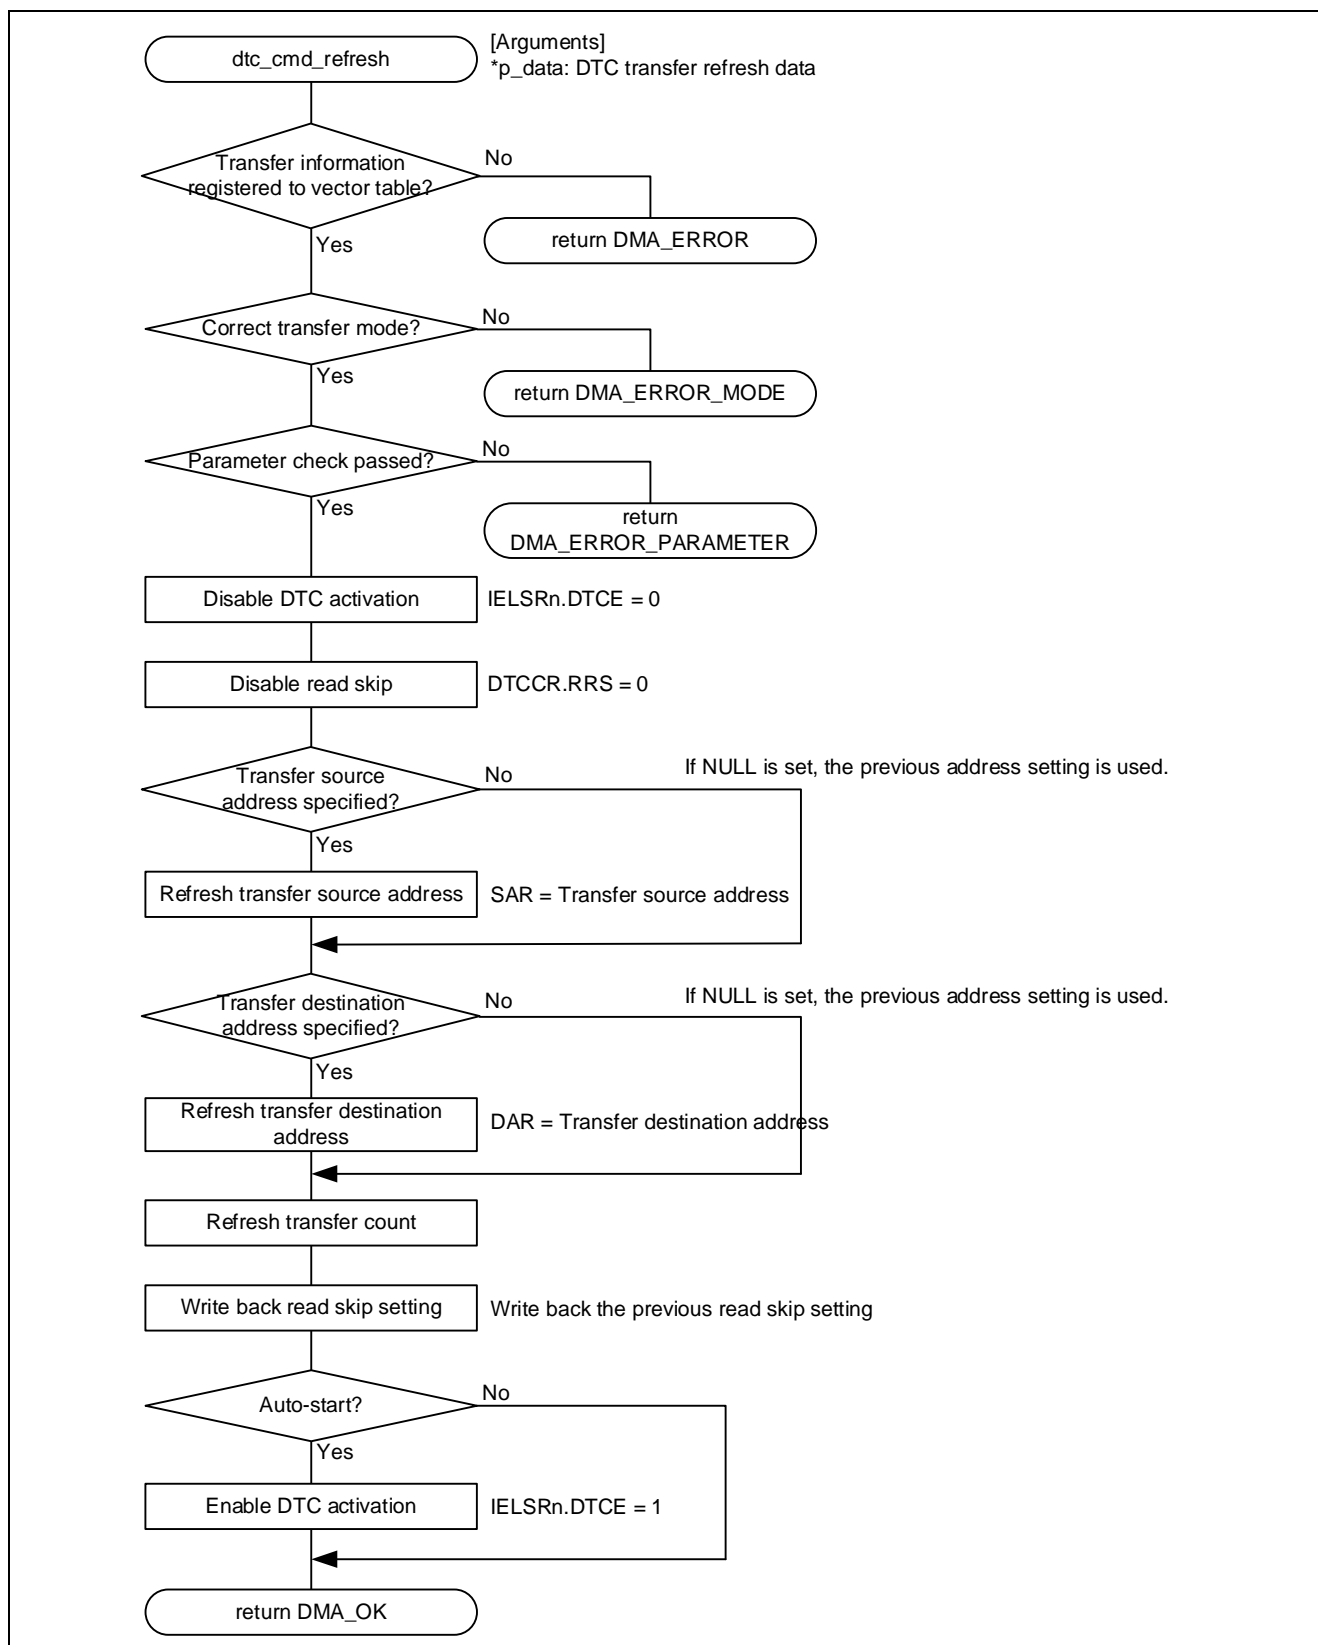 dtc_cmd_refresh
[Arguments]
*p_data: DTC transfer refresh data
Transfer information
registered to vector table?
No
return DMA_ERROR
Yes
Correct transfer mode?
No
Yes
return DMA_ERROR_MODE
Parameter check passed?
No
Yes
return
DMA_ERROR_PARAMETER
Disable DTC activation
IELSRn.DTCE = 0
Disable read skip
DTCCR.RRS = 0
Transfer source
address specified?
No
If NULL is set, the previous address setting is used.
Yes
Refresh transfer source address
SAR = Transfer source address
Transfer destination
address specified?
No
If NULL is set, the previous address setting is used.
Yes
Refresh transfer destination
address
DAR = Transfer destination address
Refresh transfer count
Write back read skip setting
Write back the previous read skip setting
Auto-start?
No
Yes
Enable DTC activation
IELSRn.DTCE = 1
return DMA_OK